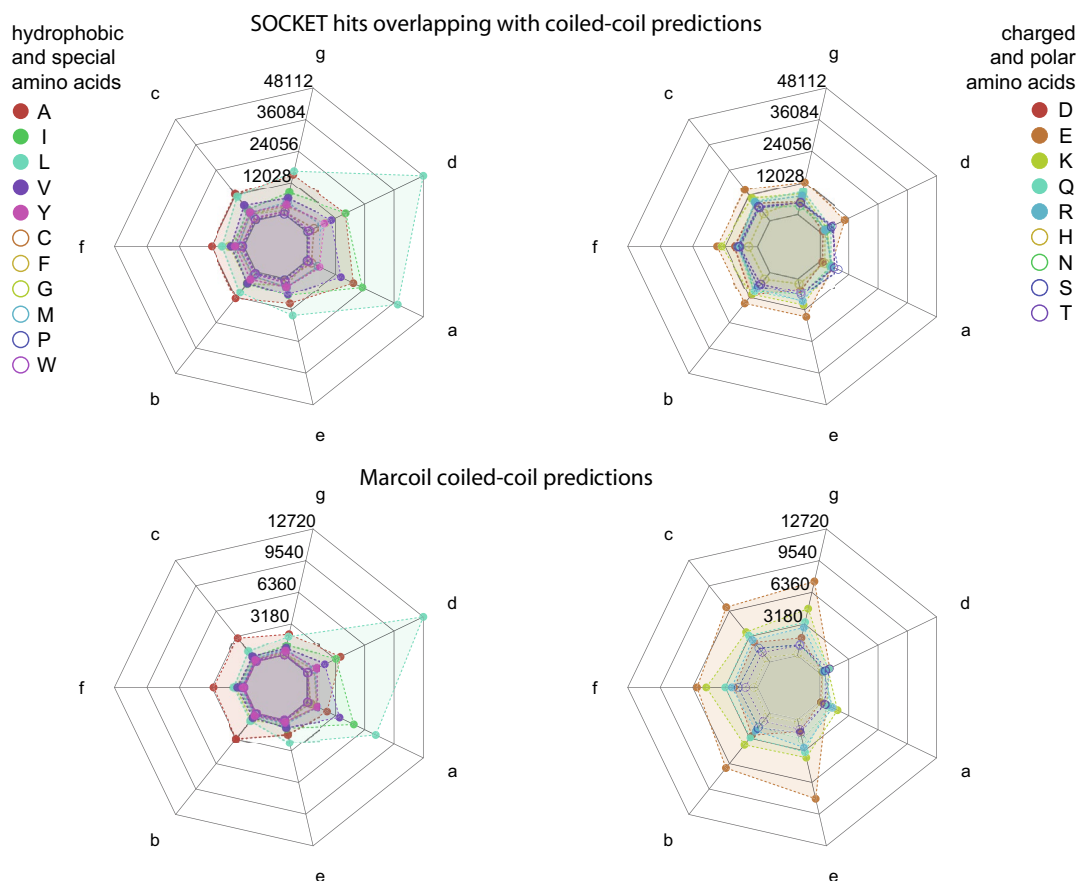 SOCKET hits overlapping with coiled-coil predictions
hydrophobic
and special
amino acids
A
I
L
V
Y
C
F
G
M
P
W
g
48112
36084
24056
12028
c
d
f
a
b
e
g
48112
36084
24056
12028
c
d
f
a
b
e
charged
and polar
amino acids
D
E
K
Q
R
H
N
S
T
Marcoil coiled-coil predictions
g
12720
9540
6360
3180
c
d
f
a
b
e
g
12720
9540
6360
3180
c
d
f
a
b
e